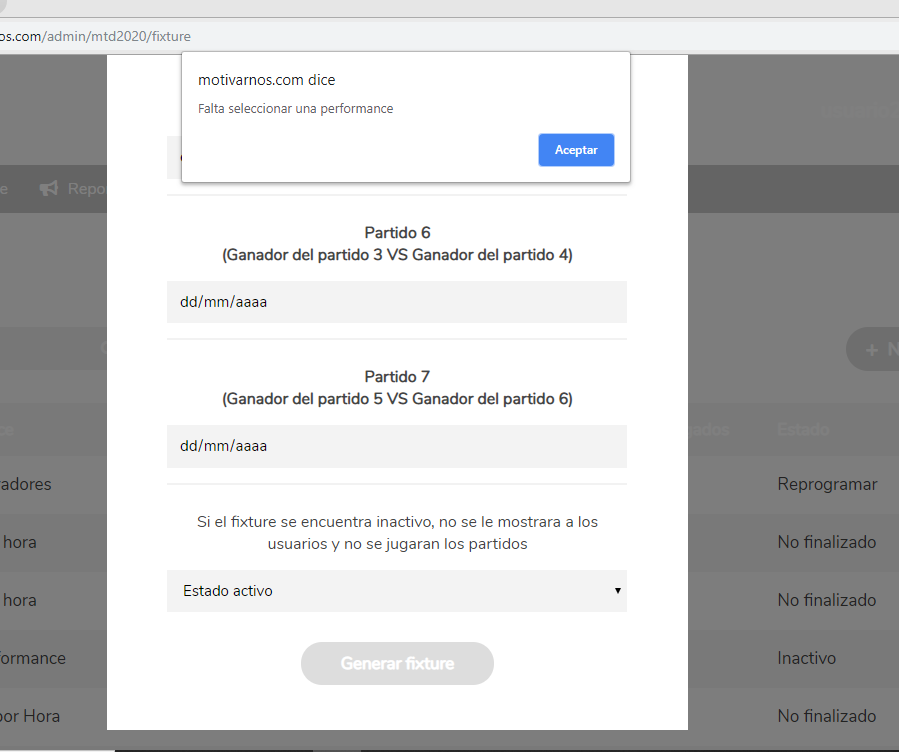 os.com/admin/mtd2020/fixture
motivarnos.com dice
Falta seleccionar una performance
Aceptar
Repo
Partido 6
(Ganador del partido 3 VS Ganador del partido 4)
dd/mm/aaaa
+ N
Partido 7
(Ganador del partido 5 VS Ganador del partido 6)
Estado
dd/mm/aaaa
adores
Reprogramar
Si el fixture se encuentra inactivo, no se le mostrara a los
usuarios y no se jugaran los partidos
hora
No finalizado
Estado activo
hora
No finalizado
Generar fixture
formance
Inactivo
por Hora
No finalizado